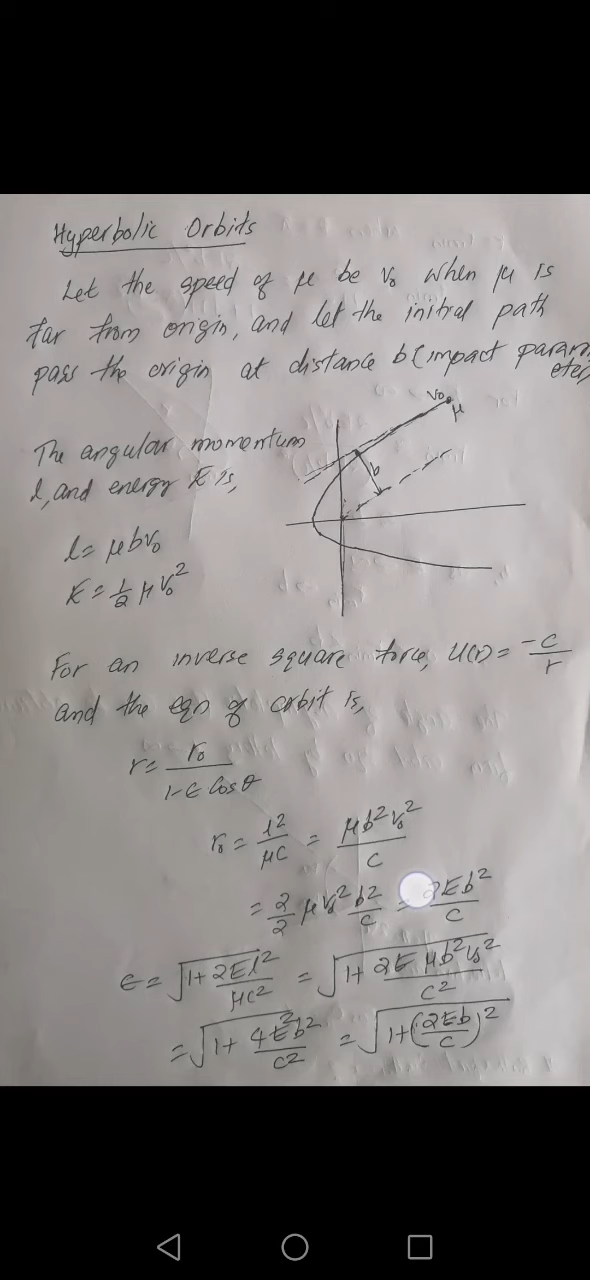 Hyperbolic Orbits
Let the speed of μ be v₀ when μ is
far from origin, and let the initial path
pass the origin at distance b (impact param
eter)
v₀
μ
b
The angular momentum
l, and energy E is,
l = μbv₀
E = 1/2 μv₀²
For an inverse square force, U(r) = -C/r
and the eqn of orbit is,
r = r₀/(1-ϵ Cosθ)
r₀ = l²/μC = μb²v₀²/C
= 2/2 μv₀² b²/C = 2Eb²/C
ϵ = √(1+2El²/μC²) = √(1+2E μb²v₀²/C²)
= √(1+4E²b²/C²) = √(1+(2Eb/C)²)